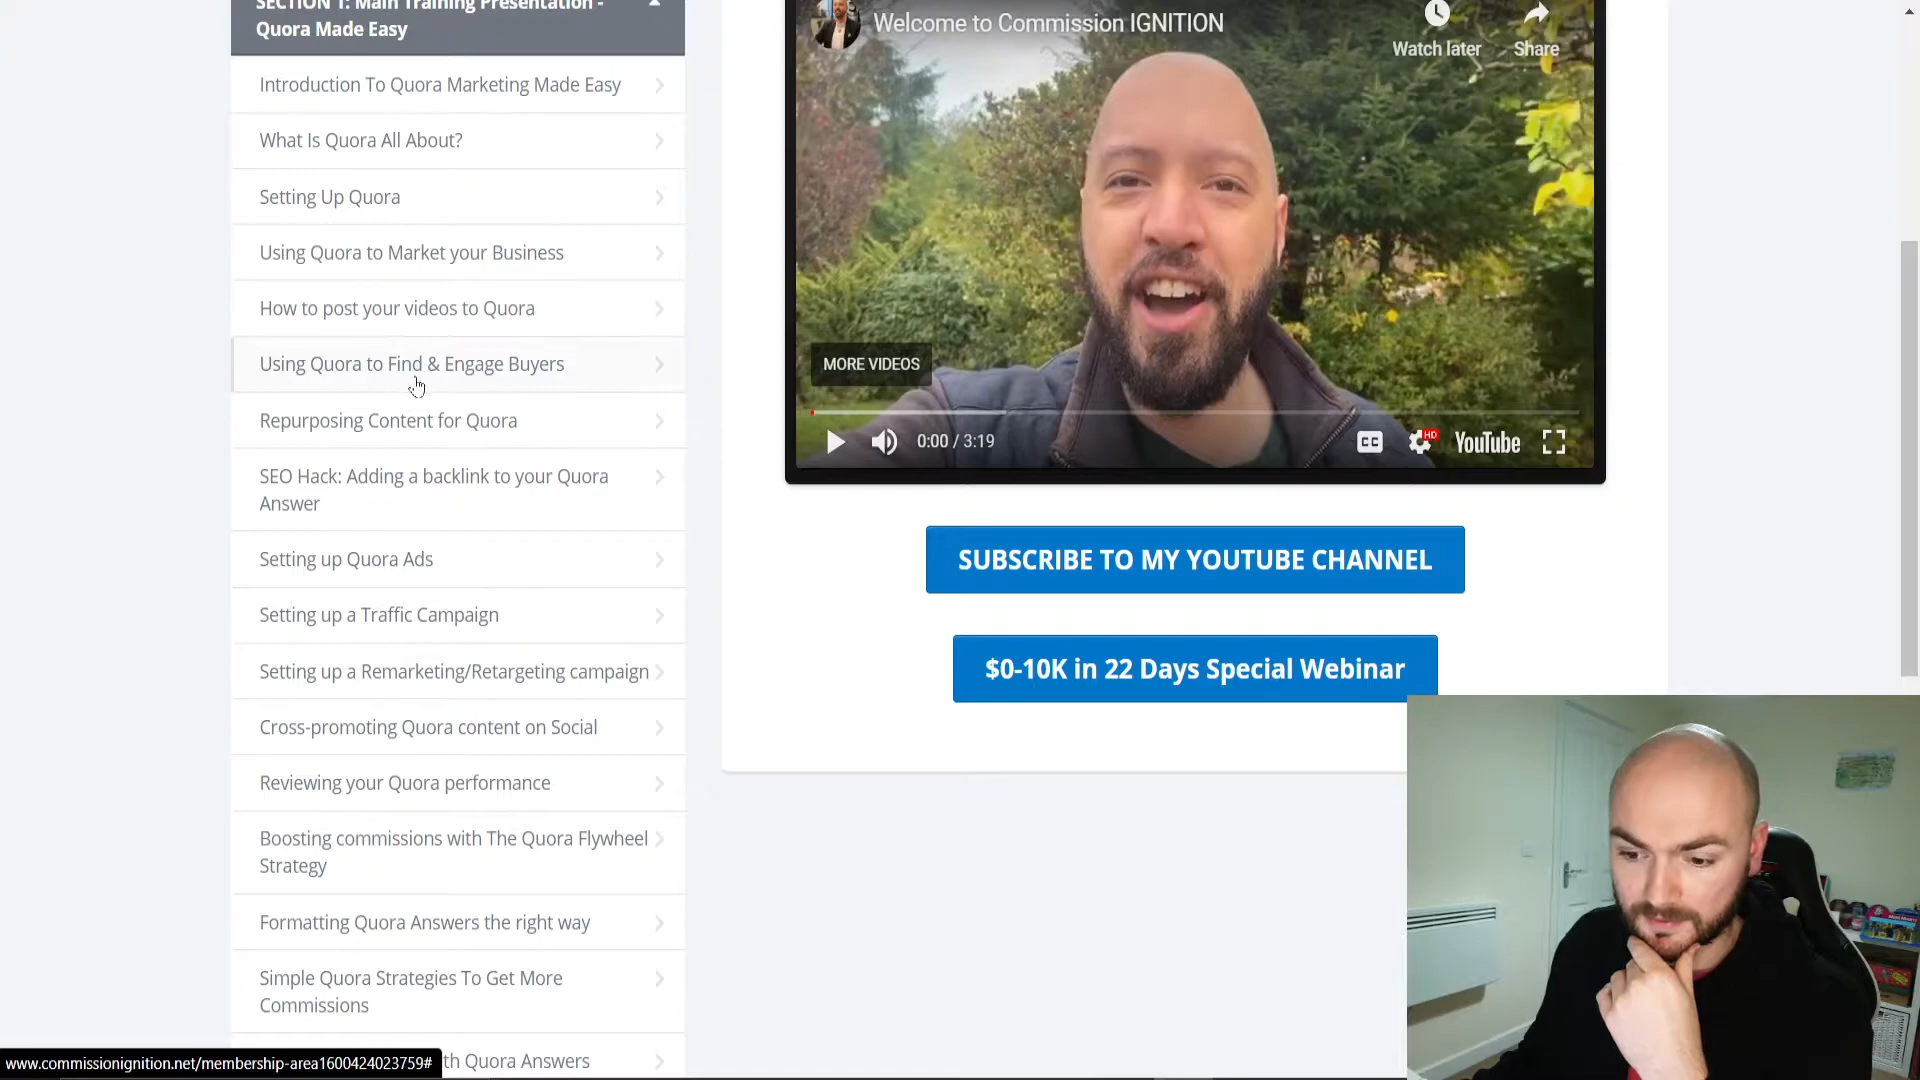 SECTION 1: Main Training Presentation -
Quora Made Easy
Introduction To Quora Marketing Made Easy
What Is Quora All About?
Setting Up Quora
Using Quora to Market your Business
How to post your videos to Quora
Using Quora to Find & Engage Buyers
Repurposing Content for Quora
SEO Hack: Adding a backlink to your Quora
Answer
Setting up Quora Ads
Setting up a Traffic Campaign
Setting up a Remarketing/Retargeting campaign
Cross-promoting Quora content on Social
Reviewing your Quora performance
Boosting commissions with The Quora Flywheel
Strategy
Formatting Quora Answers the right way
Simple Quora Strategies To Get More
Commissions
th Quora Answers
www.commissionignition.net/membership-area1600424023759#
Welcome to Commission IGNITION
Watch later
Share
MORE VIDEOS
0:00 / 3:19
CC
HD
YouTube
SUBSCRIBE TO MY YOUTUBE CHANNEL
$0-10K in 22 Days Special Webinar